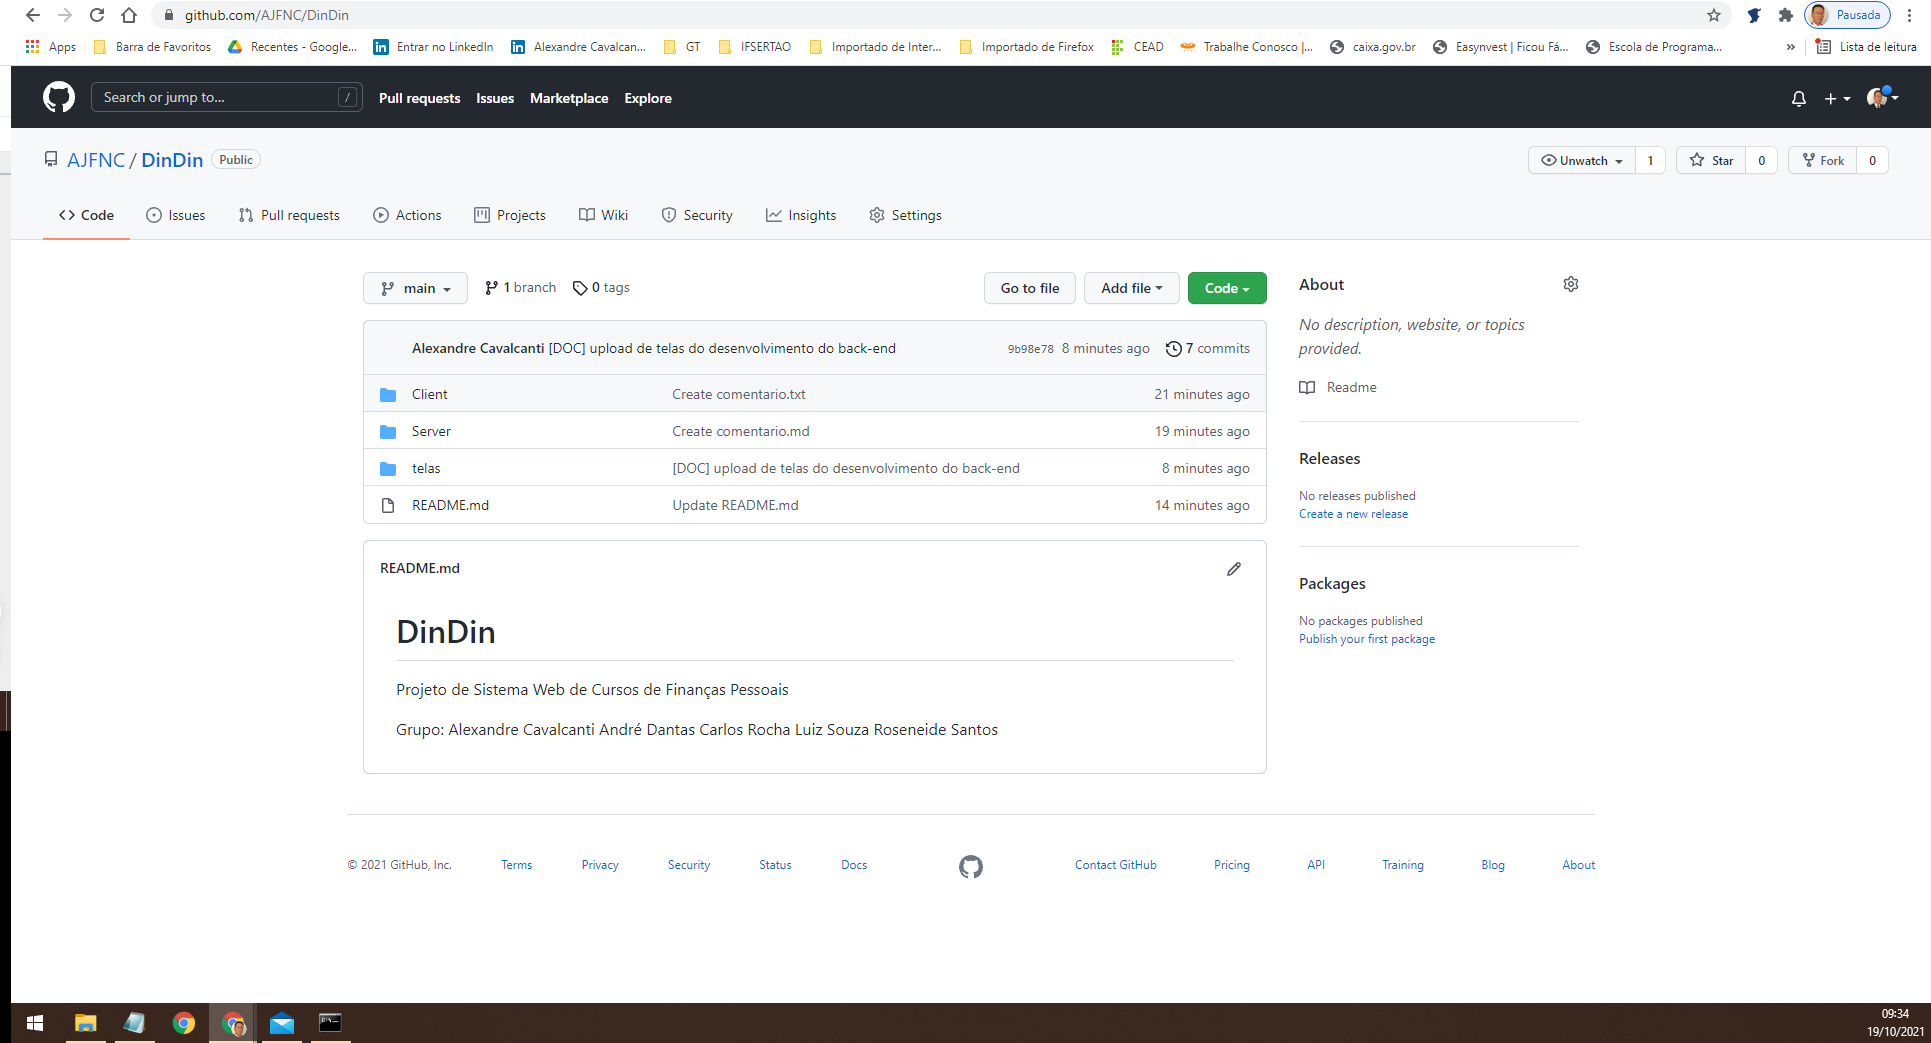 github.com/AJFNC/DinDin
Pausada
Apps Barra de Favoritos Recentes - Google... Entrar no LinkedIn Alexandre Cavalcan... GT IFSERTAO Importado de Inter... Importado do Firefox CEAD Trabalhe Conosco |... caixa.gov.br Easynvest | Ficou Fá... Escola de Programa... » Lista de leitura
Search or jump to... / Pull requests Issues Marketplace Explore
AJFNC / DinDin Public Unwatch 1 Star 0 Fork 0
Code Issues Pull requests Actions Projects Wiki Security Insights Settings
main 1 branch 0 tags Go to file Add file Code
Alexandre Cavalcanti [DOC] upload de telas do desenvolvimento do back-end 9b98e78 8 minutes ago 7 commits
Client Create comentario.txt 21 minutes ago
Server Create comentario.md 19 minutes ago
telas [DOC] upload de telas do desenvolvimento do back-end 8 minutes ago
README.md Update README.md 14 minutes ago
README.md
DinDin
Projeto de Sistema Web de Cursos de Finanças Pessoais
Grupo: Alexandre Cavalcanti André Dantas Carlos Rocha Luiz Souza Roseneide Santos
About
No description, website, or topics
provided.
Readme
Releases
No releases published
Create a new release
Packages
No packages published
Publish your first package
© 2021 GitHub, Inc. Terms Privacy Security Status Docs Contact GitHub Pricing API Training Blog About
09:34
19/10/2021